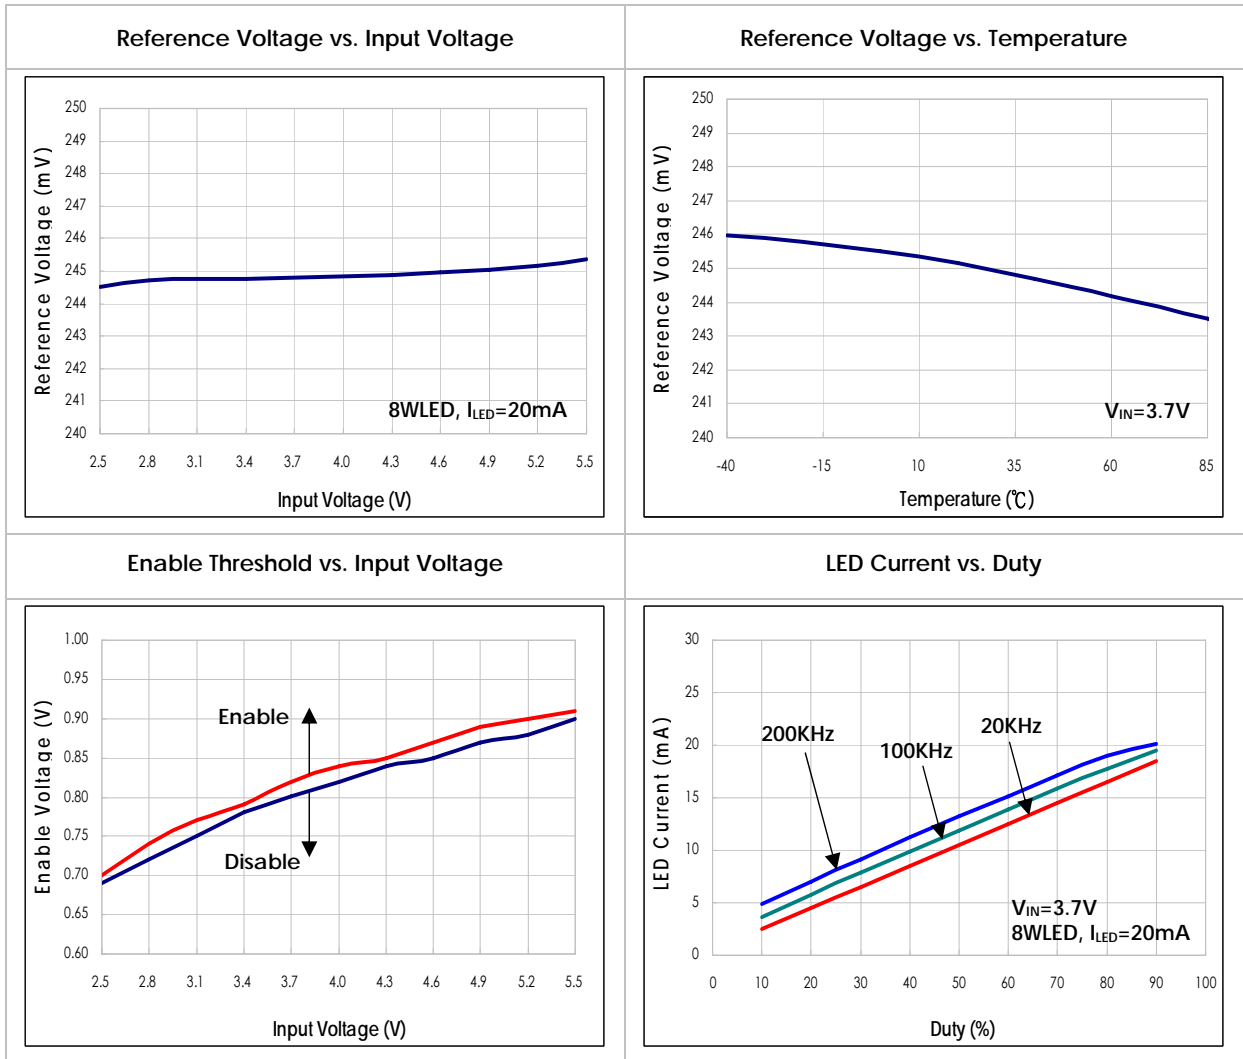 Reference Voltage vs. Input Voltage
Reference Voltage (mV)
250
249
248
247
246
245
244
243
242
241
240
8WLED, ILED=20mA
2.5 2.8 3.1 3.4 3.7 4.0 4.3 4.6 4.9 5.2 5.5
Input Voltage (V)
Reference Voltage vs. Temperature
Reference Voltage (mV)
250
249
248
247
246
245
244
243
242
241
240
VIN=3.7V
-40 -15 10 35 60 85
Temperature (℃)
Enable Threshold vs. Input Voltage
Enable Voltage (V)
1.00
0.95
0.90
0.85
0.80
0.75
0.70
0.65
0.60
Enable
Disable
2.5 2.8 3.1 3.4 3.7 4.0 4.3 4.6 4.9 5.2 5.5
Input Voltage (V)
LED Current vs. Duty
LED Current (mA)
30
25
20
15
10
5
0
200KHz
100KHz
20KHz
VIN=3.7V
8WLED, ILED=20mA
0 10 20 30 40 50 60 70 80 90 100
Duty (%)